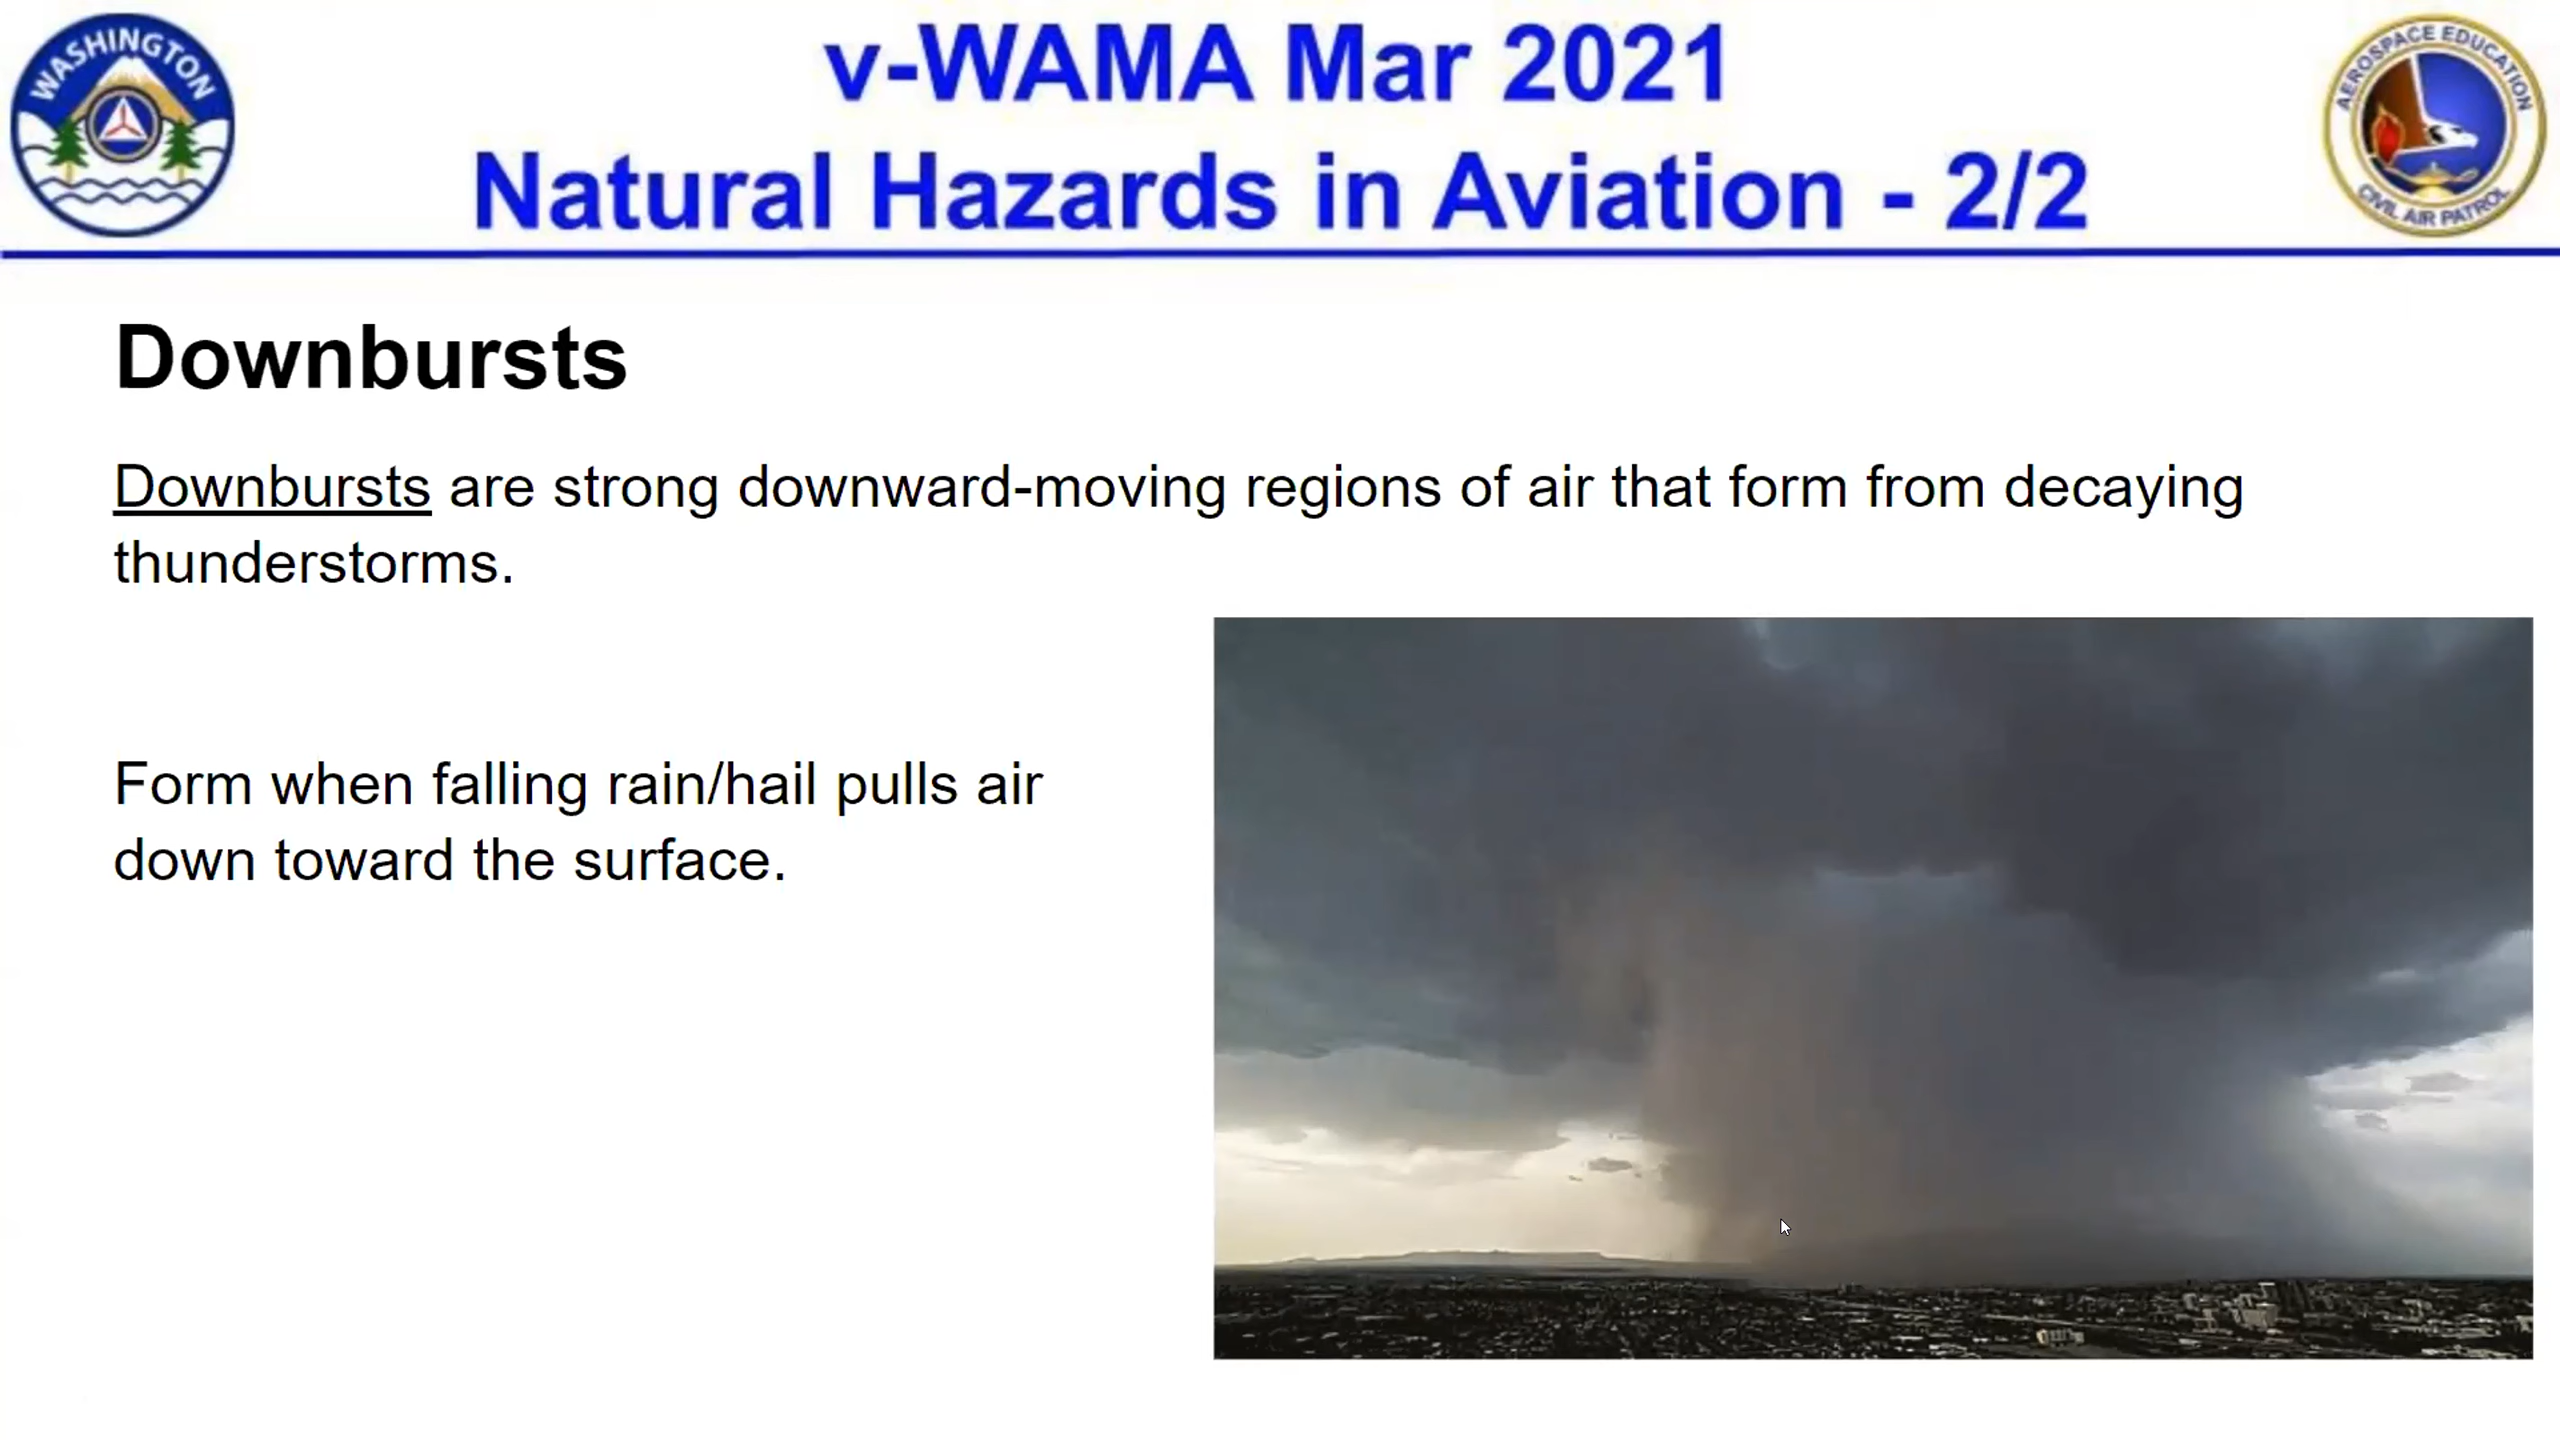 WASHINGTON
v-WAMA Mar 2021
Natural Hazards in Aviation - 2/2
AEROSPACE EDUCATION
CIVIL AIR PATROL
Downbursts
Downbursts are strong downward-moving regions of air that form from decaying
thunderstorms.
Form when falling rain/hail pulls air
down toward the surface.